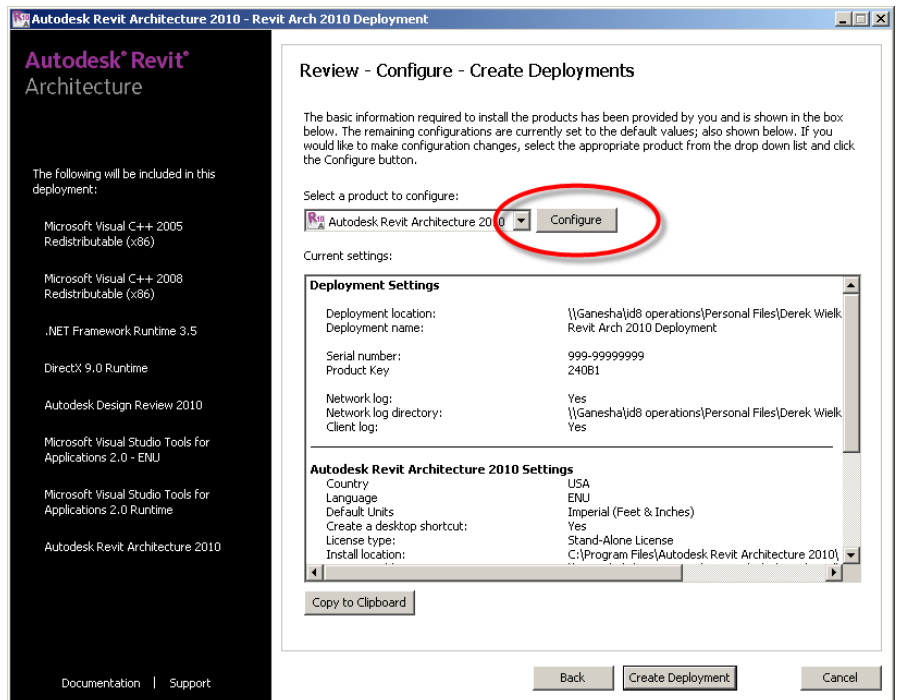 Autodesk Revit Architecture 2010 - Revit Arch 2010 Deployment
Autodesk® Revit®
Architecture
The following will be included in this
deployment:
Microsoft Visual C++ 2005
Redistributable (x86)
Microsoft Visual C++ 2008
Redistributable (x86)
.NET Framework Runtime 3.5
DirectX 9.0 Runtime
Autodesk Design Review 2010
Microsoft Visual Studio Tools for
Applications 2.0 - ENU
Microsoft Visual Studio Tools for
Applications 2.0 Runtime
Autodesk Revit Architecture 2010
Documentation | Support
Review - Configure - Create Deployments
The basic information required to install the products has been provided by you and is shown in the box
below. The remaining configurations are currently set to the default values; also shown below. If you
would like to make configuration changes, select the appropriate product from the drop down list and click
the Configure button.
Select a product to configure:
Autodesk Revit Architecture 2010 Configure
Current settings:
Deployment Settings
Deployment location: \\Ganesha\id8 operations\Personal Files\Derek Wielk
Deployment name: Revit Arch 2010 Deployment
Serial number: 999-99999999
Product Key 240B1
Network log: Yes
Network log directory: \\Ganesha\id8 operations\Personal Files\Derek Wielk
Client log: Yes
Autodesk Revit Architecture 2010 Settings
Country USA
Language ENU
Default Units Imperial (Feet & Inches)
Create a desktop shortcut: Yes
License type: Stand-Alone License
Install location: C:\Program Files\Autodesk Revit Architecture 2010\
Copy to Clipboard
Back Create Deployment Cancel